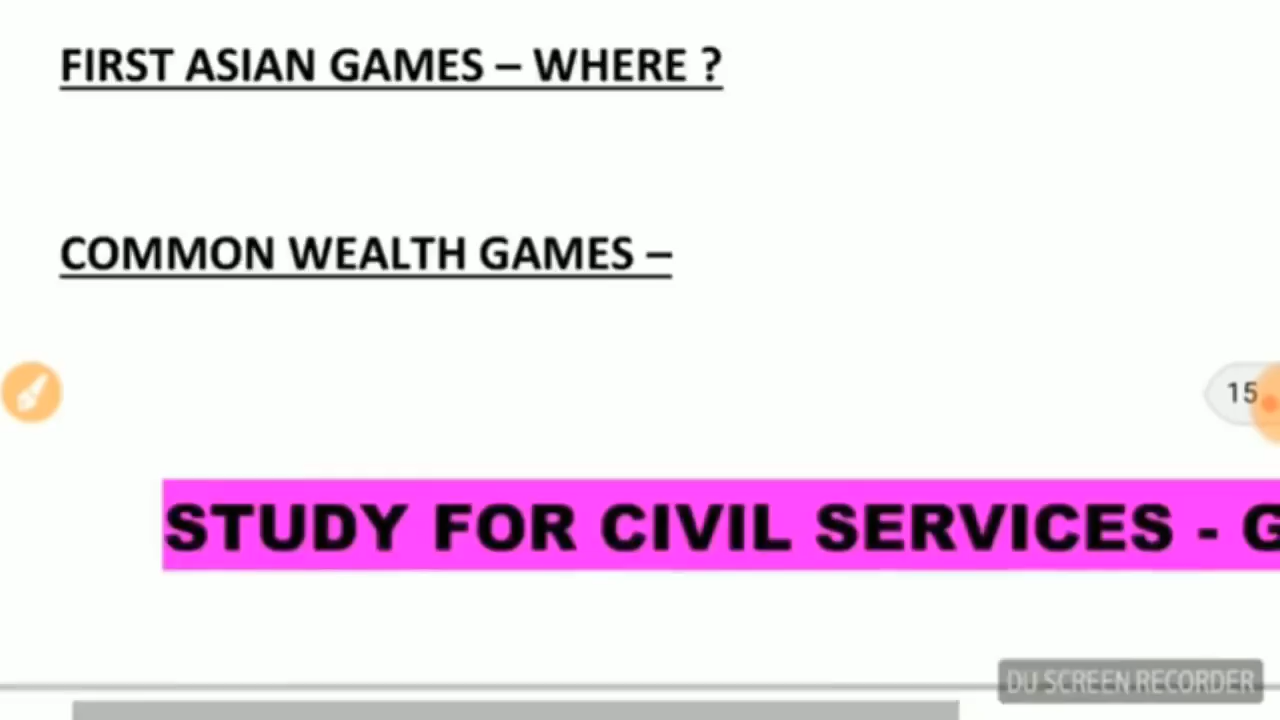 FIRST ASIAN GAMES – WHERE ?
COMMON WEALTH GAMES –
15
STUDY FOR CIVIL SERVICES - G
DU SCREEN RECORDER